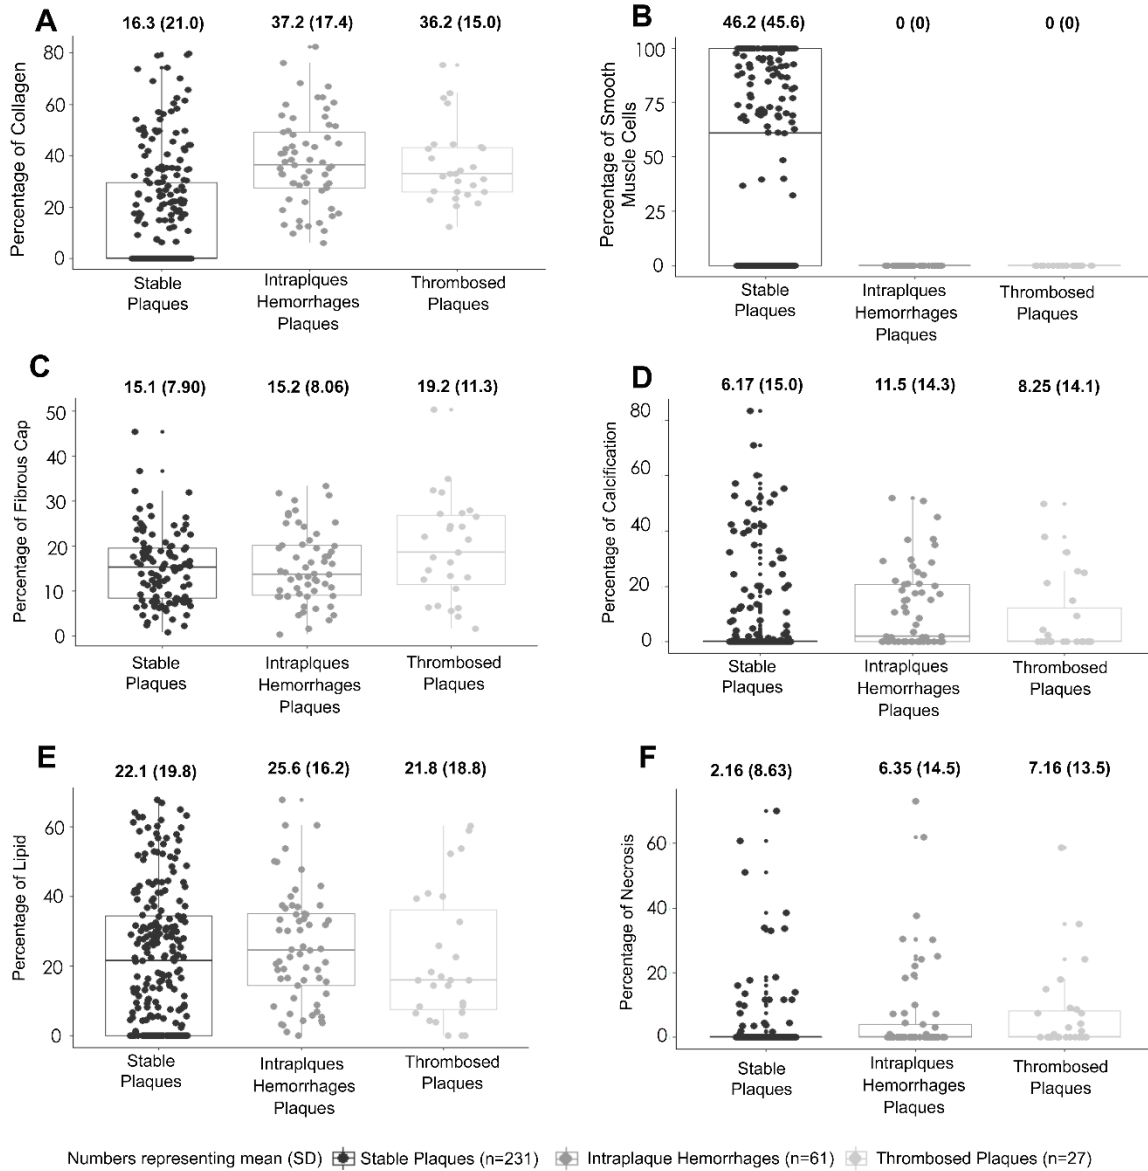 A
16.3 (21.0) 37.2 (17.4) 36.2 (15.0)
Percentage of Collagen
80
60
40
20
0
Stable
Plaques
Intraplques
Hemorrhages
Plaques
Thrombosed
Plaques
B
46.2 (45.6) 0 (0) 0 (0)
Percentage of Smooth
Muscle Cells
100
75
50
25
0
Stable
Plaques
Intraplques
Hemorrhages
Plaques
Thrombosed
Plaques
C
15.1 (7.90) 15.2 (8.06) 19.2 (11.3)
Percentage of Fibrous Cap
50
40
30
20
10
0
Stable
Plaques
Intraplques
Hemorrhages
Plaques
Thrombosed
Plaques
D
6.17 (15.0) 11.5 (14.3) 8.25 (14.1)
Percentage of Calcification
80
60
40
20
0
Stable
Plaques
Intraplques
Hemorrhages
Plaques
Thrombosed
Plaques
E
22.1 (19.8) 25.6 (16.2) 21.8 (18.8)
Percentage of Lipid
60
40
20
0
Stable
Plaques
Intraplques
Hemorrhages
Plaques
Thrombosed
Plaques
F
2.16 (8.63) 6.35 (14.5) 7.16 (13.5)
Percentage of Necrosis
60
40
20
0
Stable
Plaques
Intraplques
Hemorrhages
Plaques
Thrombosed
Plaques
Numbers representing mean (SD) Stable Plaques (n=231) Intraplaque Hemorrhages (n=61) Thrombosed Plaques (n=27)